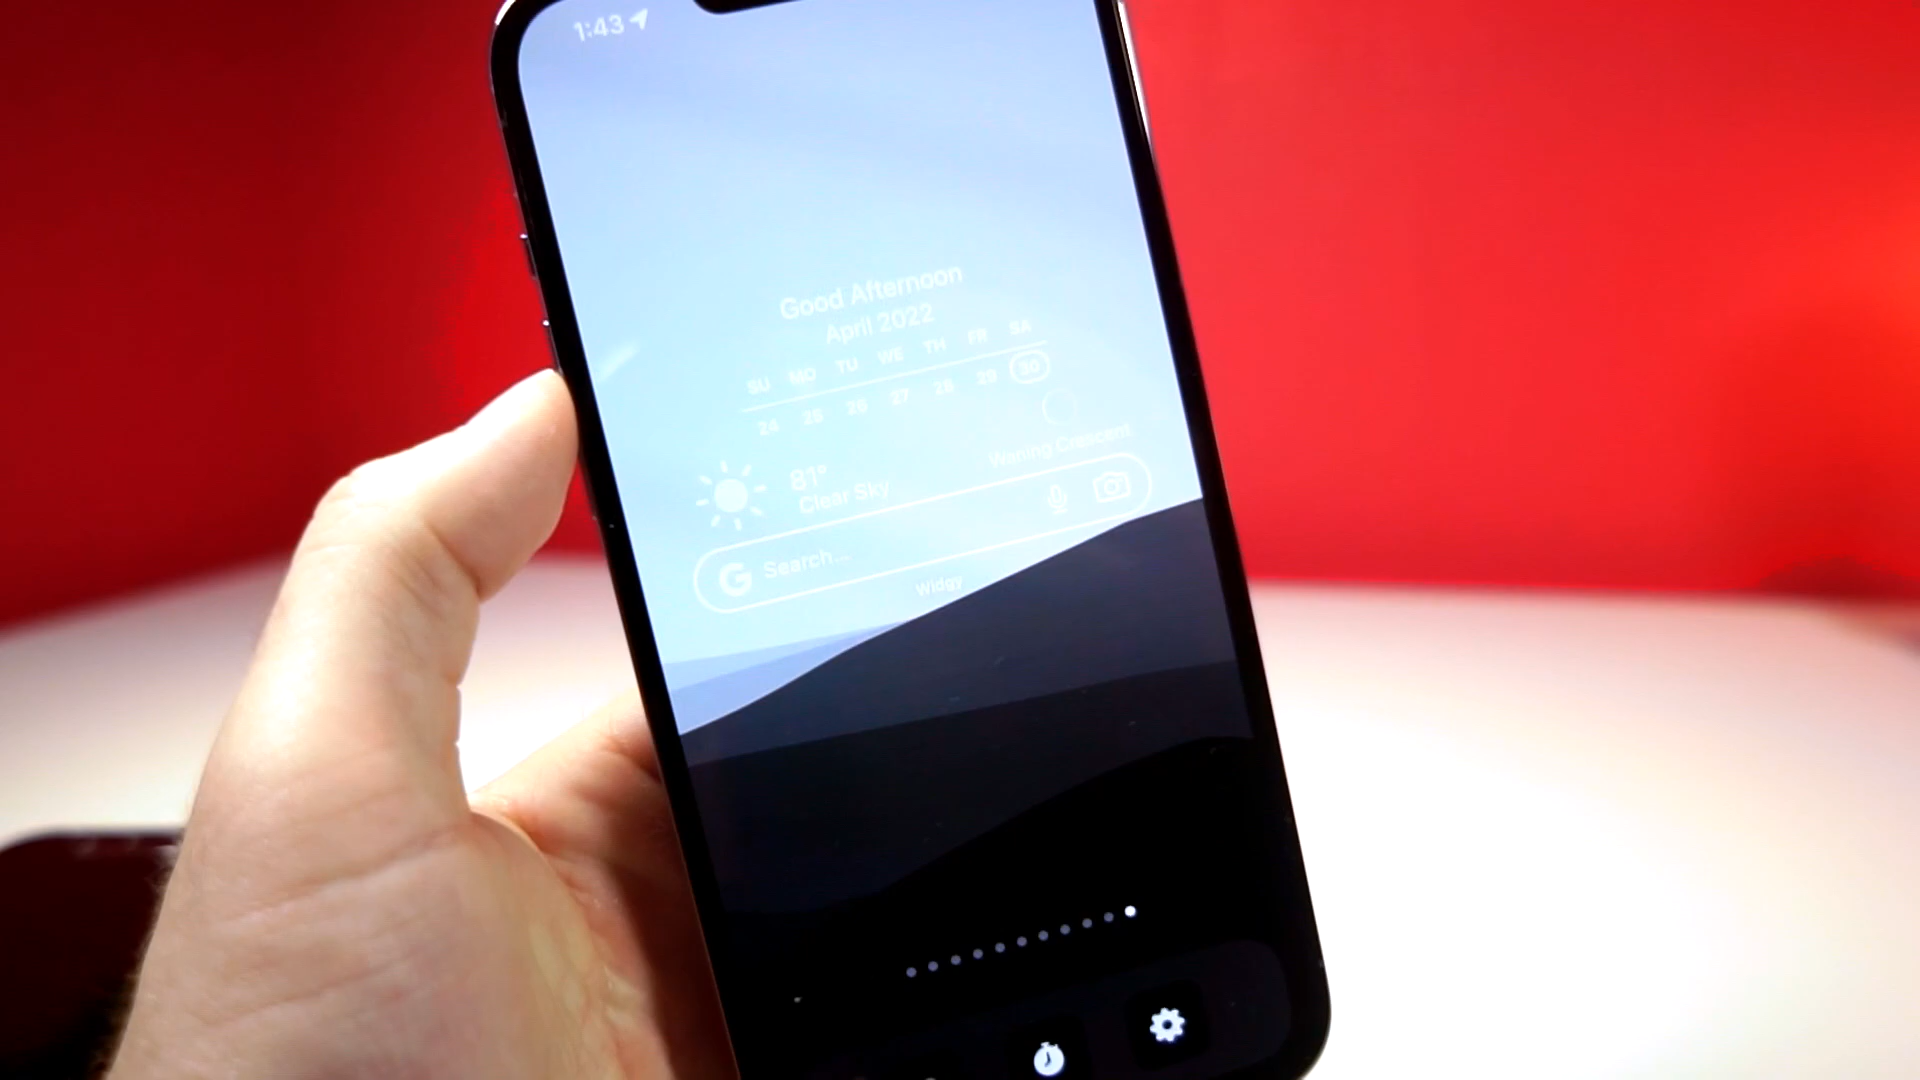 1:43
Good Afternoon
April 2022
SU MO TU WE TH FR SA
24 25 26 27 28 29 30
81°
Clear Sky
Waning Crescent
G Search...
Widgy